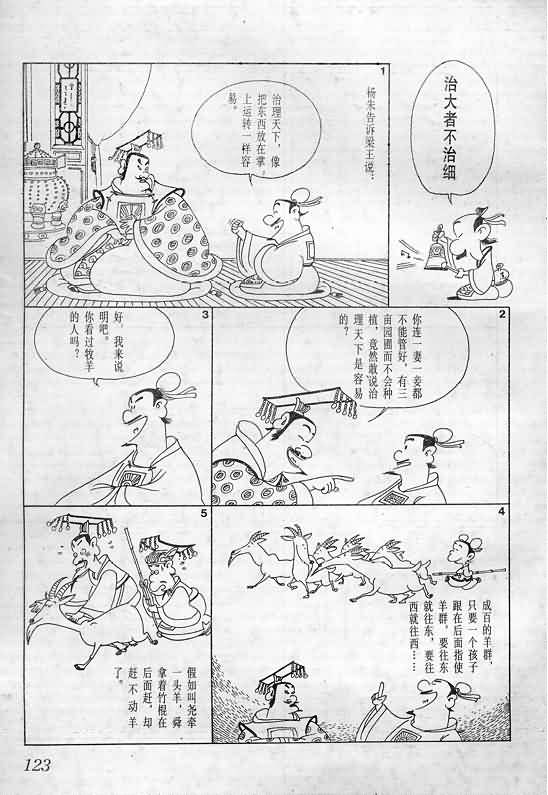 治大者不治细
1
杨朱告诉梁王说：
治理天下，像
把东西放在掌
上运转一样容
易。
2
你连一妻一妾都
不能管好，有三
亩园圃而不会种
植，竟然敢说治
理天下是容易
的？
3
好，我来说
明吧。
你看过牧羊
的人吗？
4
成百的羊群，
只要一个孩子
跟在后面指使
羊群。要往东
就往东，要往
西就往西……
5
假如叫尧牵
一头羊，舜
拿着竹棍在
后面赶，却
赶不动羊
了。
123